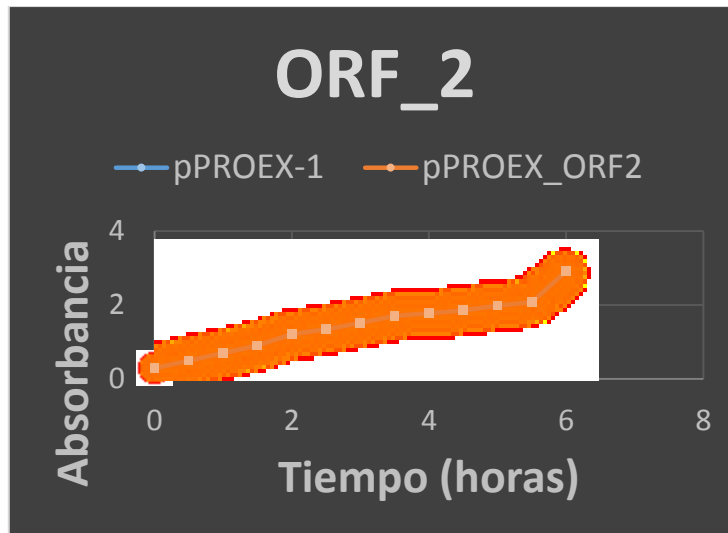 ORF_2
pPROEX-1 pPROEX_ORF2
Absorbancia
4
2
0
0 2 4 6 8
Tiempo (horas)